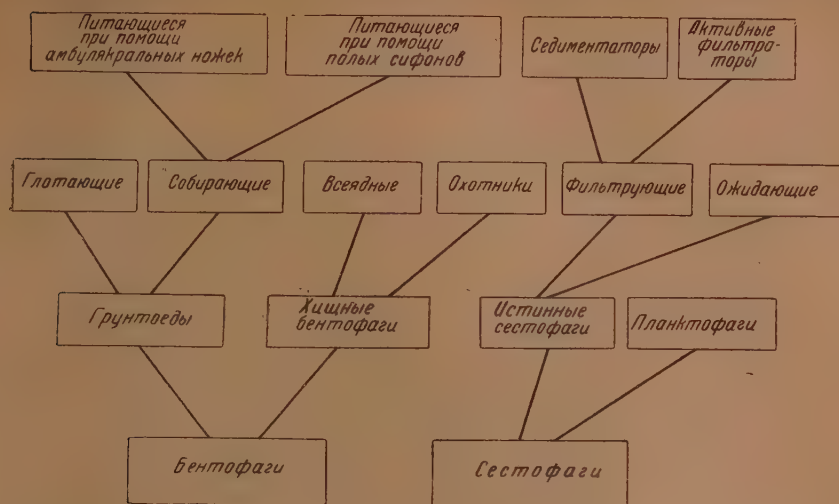 Питающиеся
при помощи
амбулякральных ножек
Питающиеся
при помощи
полых сифонов
Седиментаторы
Активные
фильтра-
торы
Глотающие
Собирающие
Всеядные
Охотники
Фильтрующие
Ожидающие
Грунтоеды
Хищные
бентофаги
Истинные
сестофаги
Планктофаги
Бентофаги
Сестофаги